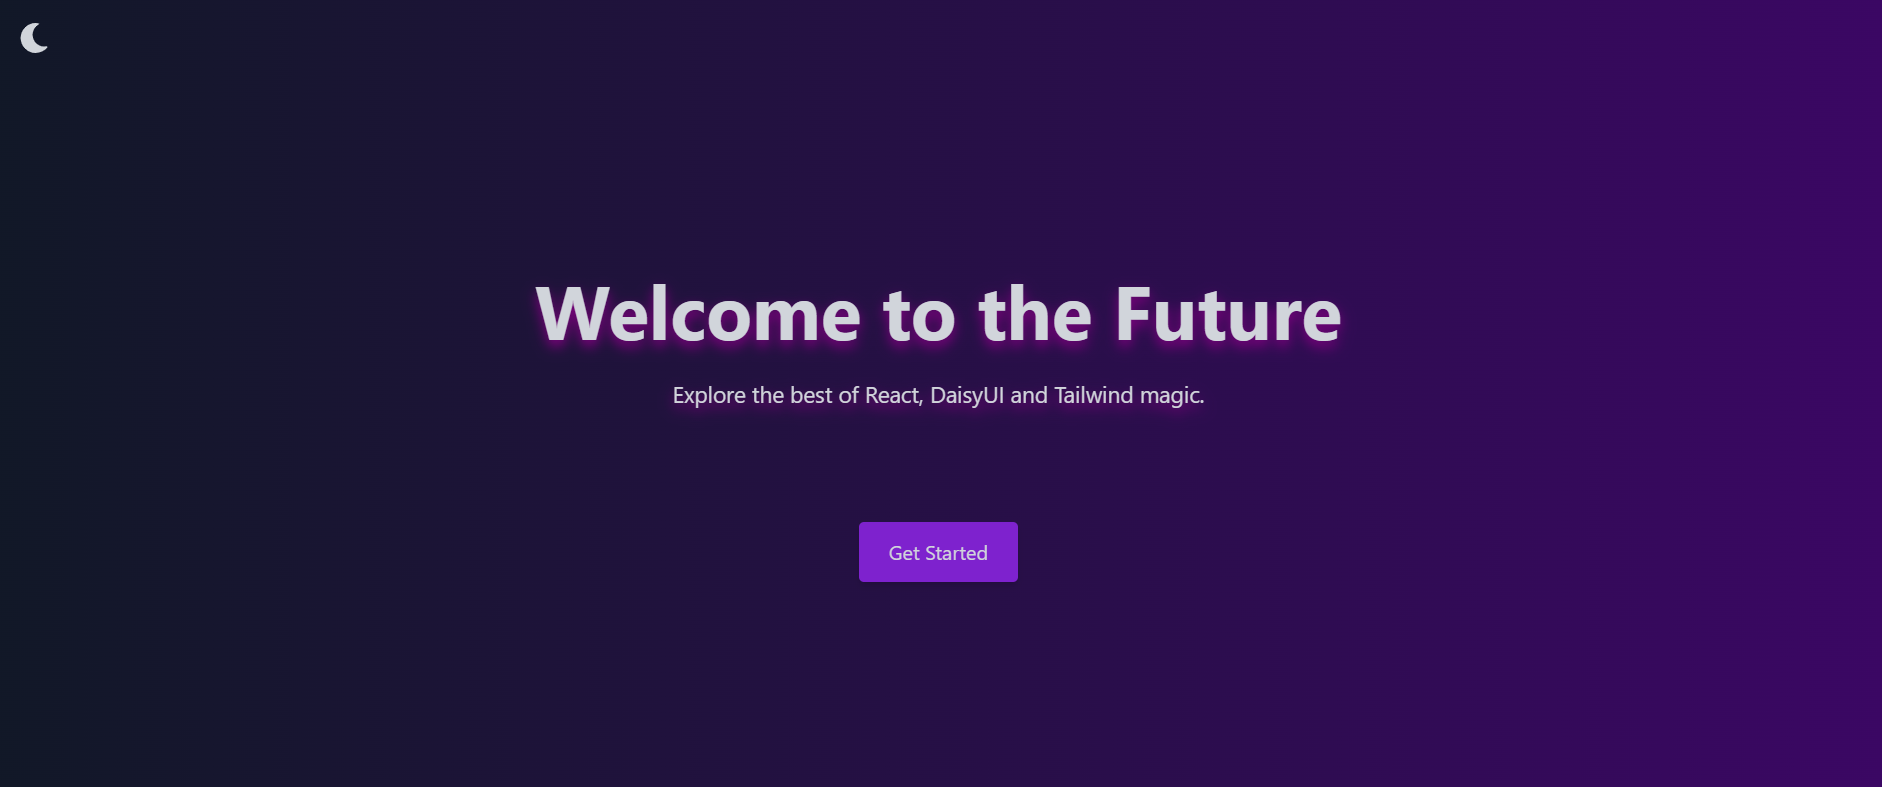 Welcome to the Future
Explore the best of React, DaisyUI and Tailwind magic.
Get Started